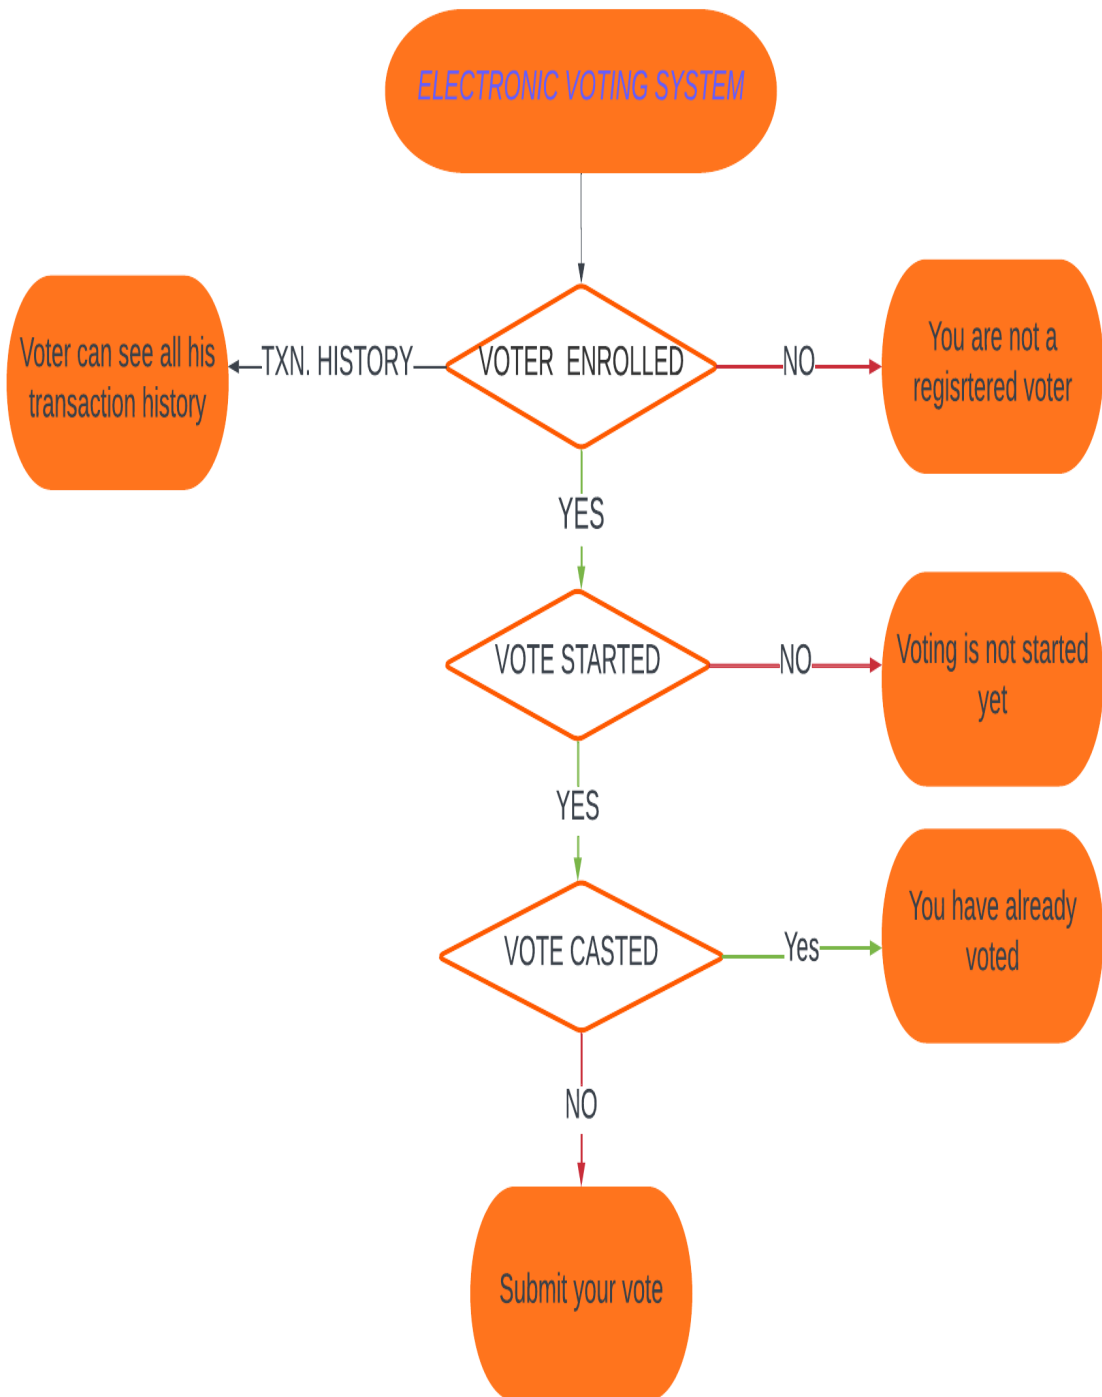 ELECTRONIC VOTING SYSTEM
Voter can see all his
transaction history
TXN. HISTORY
VOTER ENROLLED
NO
You are not a
regisrtered voter
YES
VOTE STARTED
NO
Voting is not started
yet
YES
VOTE CASTED
Yes
You have already
voted
NO
Submit your vote